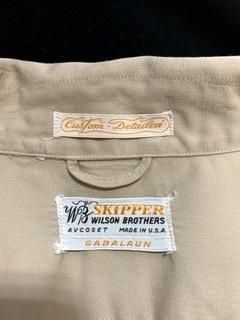 Custom-Detailed
WB SKIPPER
WILSON BROTHERS
AVCOSET MADE IN U.S.A.
GABALAUN